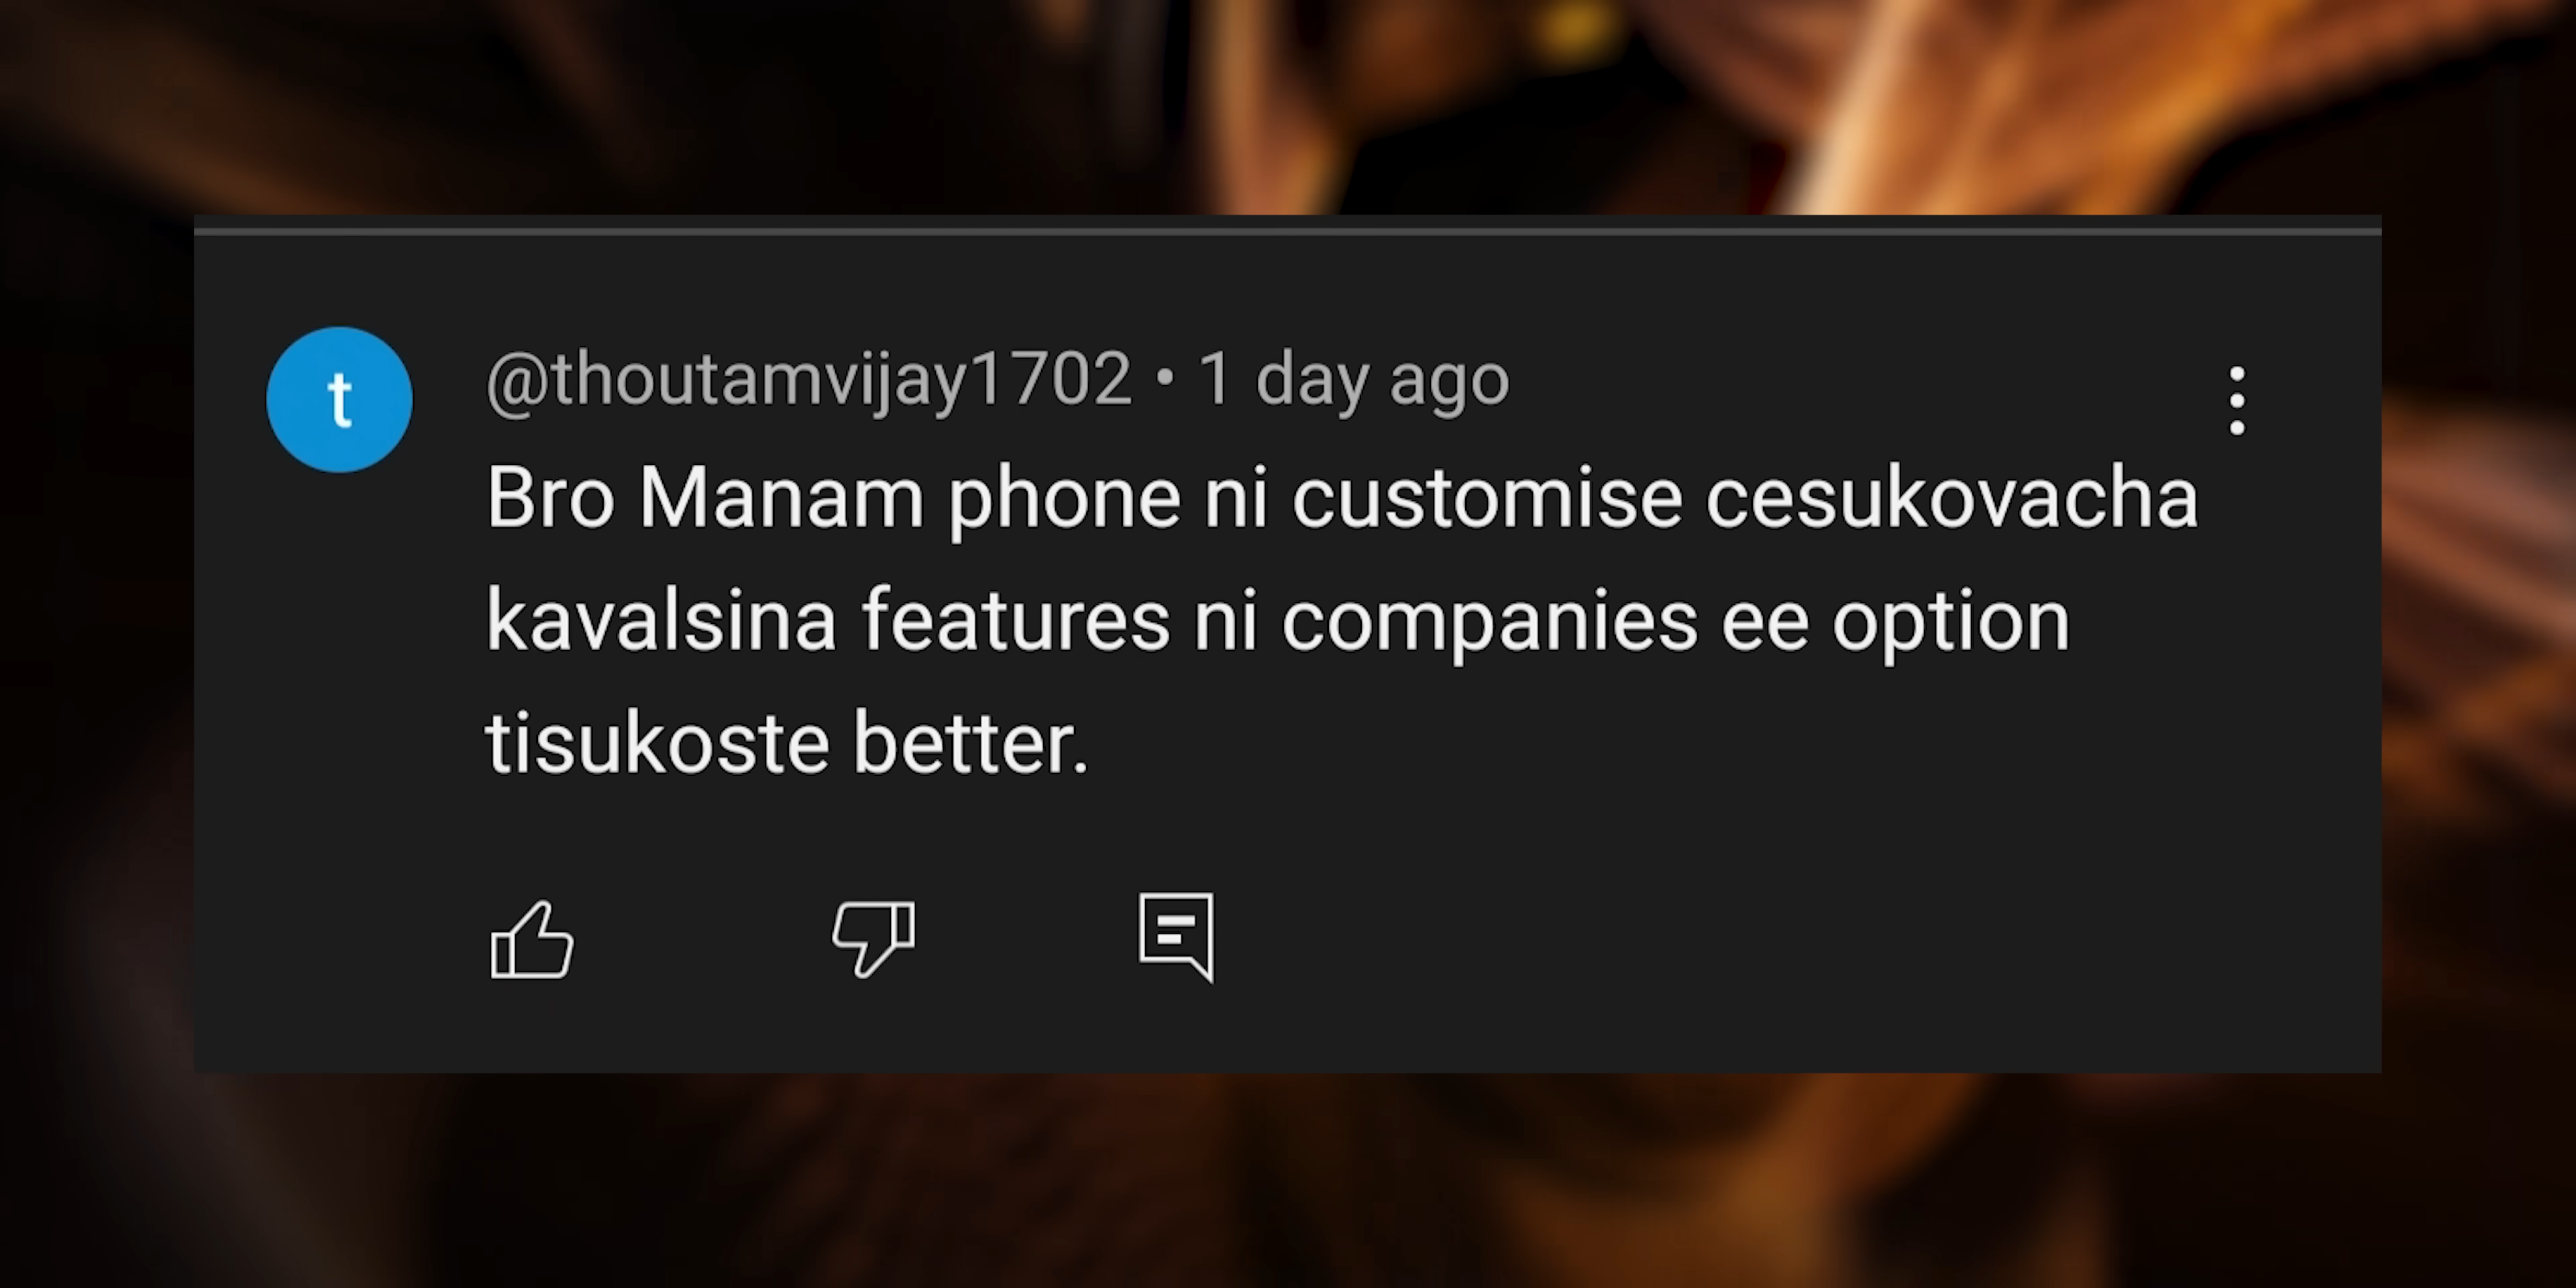 t
@thoutamvijay1702 • 1 day ago
Bro Manam phone ni customise cesukovacha
kavalsina features ni companies ee option
tisukoste better.